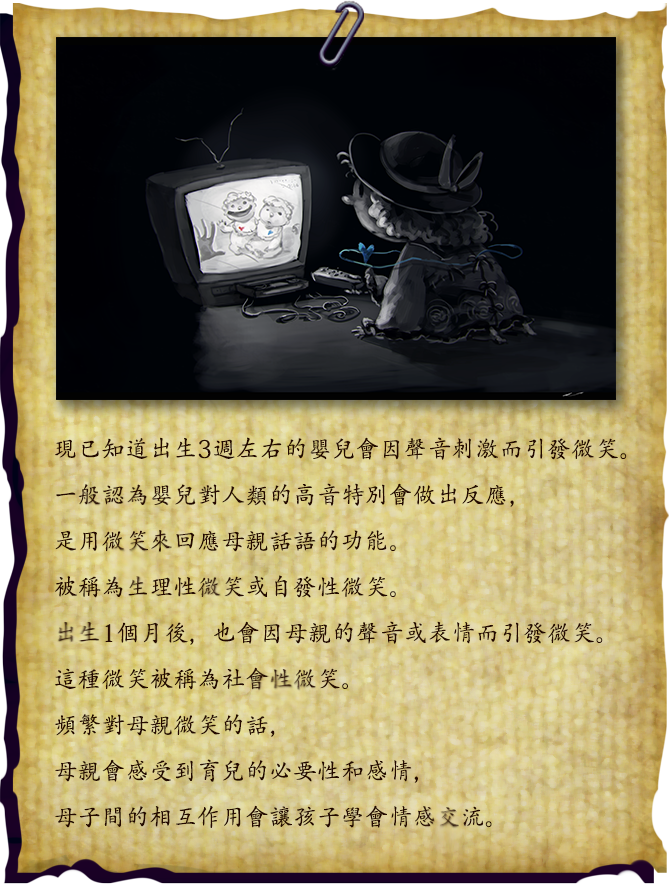 現已知道出生3週左右的嬰兒會因聲音刺激而引發微笑。
一般認為嬰兒對人類的高音特別會做出反應，
是用微笑來回應母親話語的功能。
被稱為生理性微笑或自發性微笑。
出生1個月後，也會因母親的聲音或表情而引發微笑。
這種微笑被稱為社會性微笑。
頻繁對母親微笑的話，
母親會感受到育兒的必要性和感情，
母子間的相互作用會讓孩子學會情感交流。